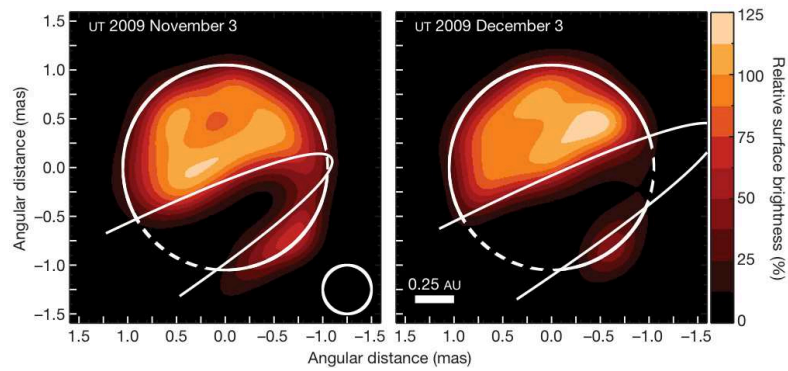 UT 2009 November 3
UT 2009 December 3
1.5
1.0
0.5
0.0
−0.5
−1.0
−1.5
Angular distance (mas)
0.25 AU
1.5 1.0 0.5 0.0 −0.5 −1.0 −1.5
1.5 1.0 0.5 0.0 −0.5 −1.0 −1.5
Angular distance (mas)
125
100
75
50
25
0
Relative surface brightness (%)